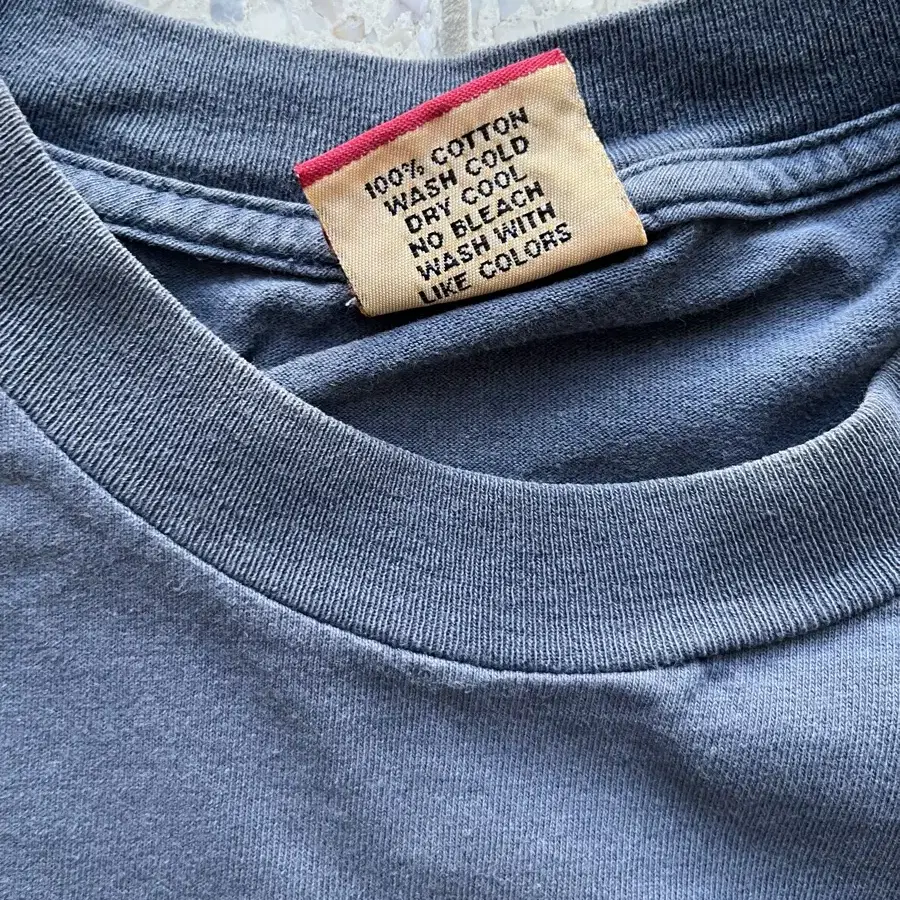 100% COTTON
WASH COLD
DRY COOL
NO BLEACH
WASH WITH
LIKE COLORS